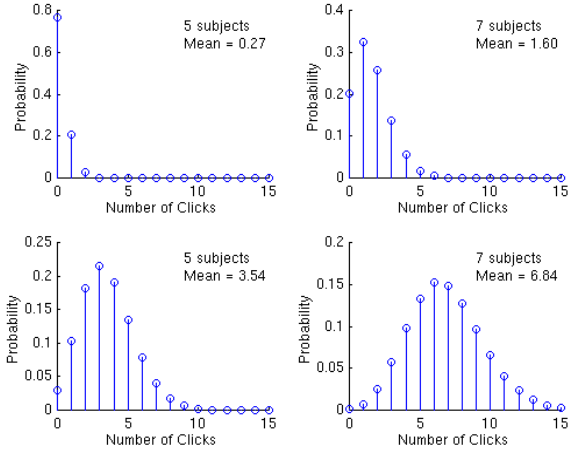 0.8
0.6
0.4
0.2
0
Probability
5 subjects
Mean = 0.27
0 5 10 15
Number of Clicks
0.4
0.3
0.2
0.1
0
Probability
7 subjects
Mean = 1.60
0 5 10 15
Number of Clicks
0.25
0.2
0.15
0.1
0.05
0
Probability
5 subjects
Mean = 3.54
0 5 10 15
Number of Clicks
0.2
0.15
0.1
0.05
0
Probability
7 subjects
Mean = 6.84
0 5 10 15
Number of Clicks